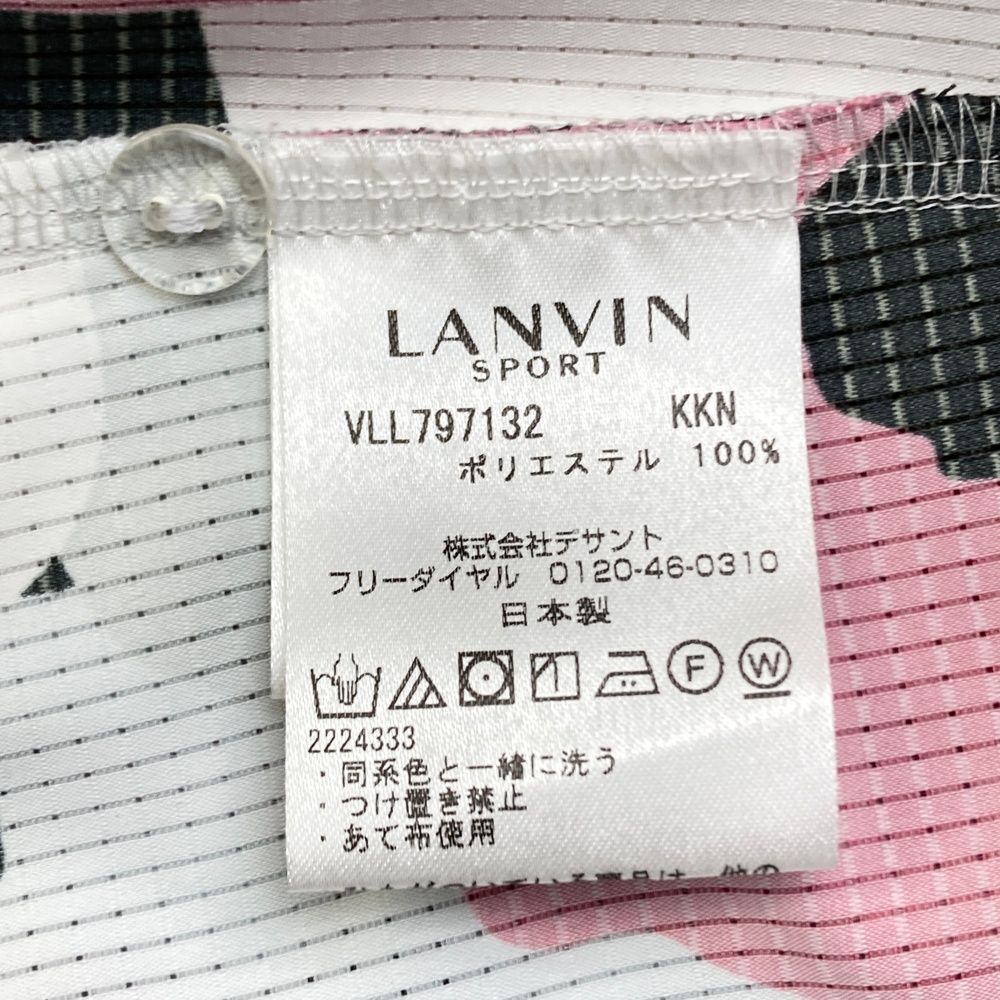 LANVIN
SPORT
VLL797132 KKN
ポリエステル 100%
株式会社デサント
フリーダイヤル 0120-46-0310
日本製
F W
2224333
・同系色と一緒に洗う
・つけ置き禁止
・あて布使用